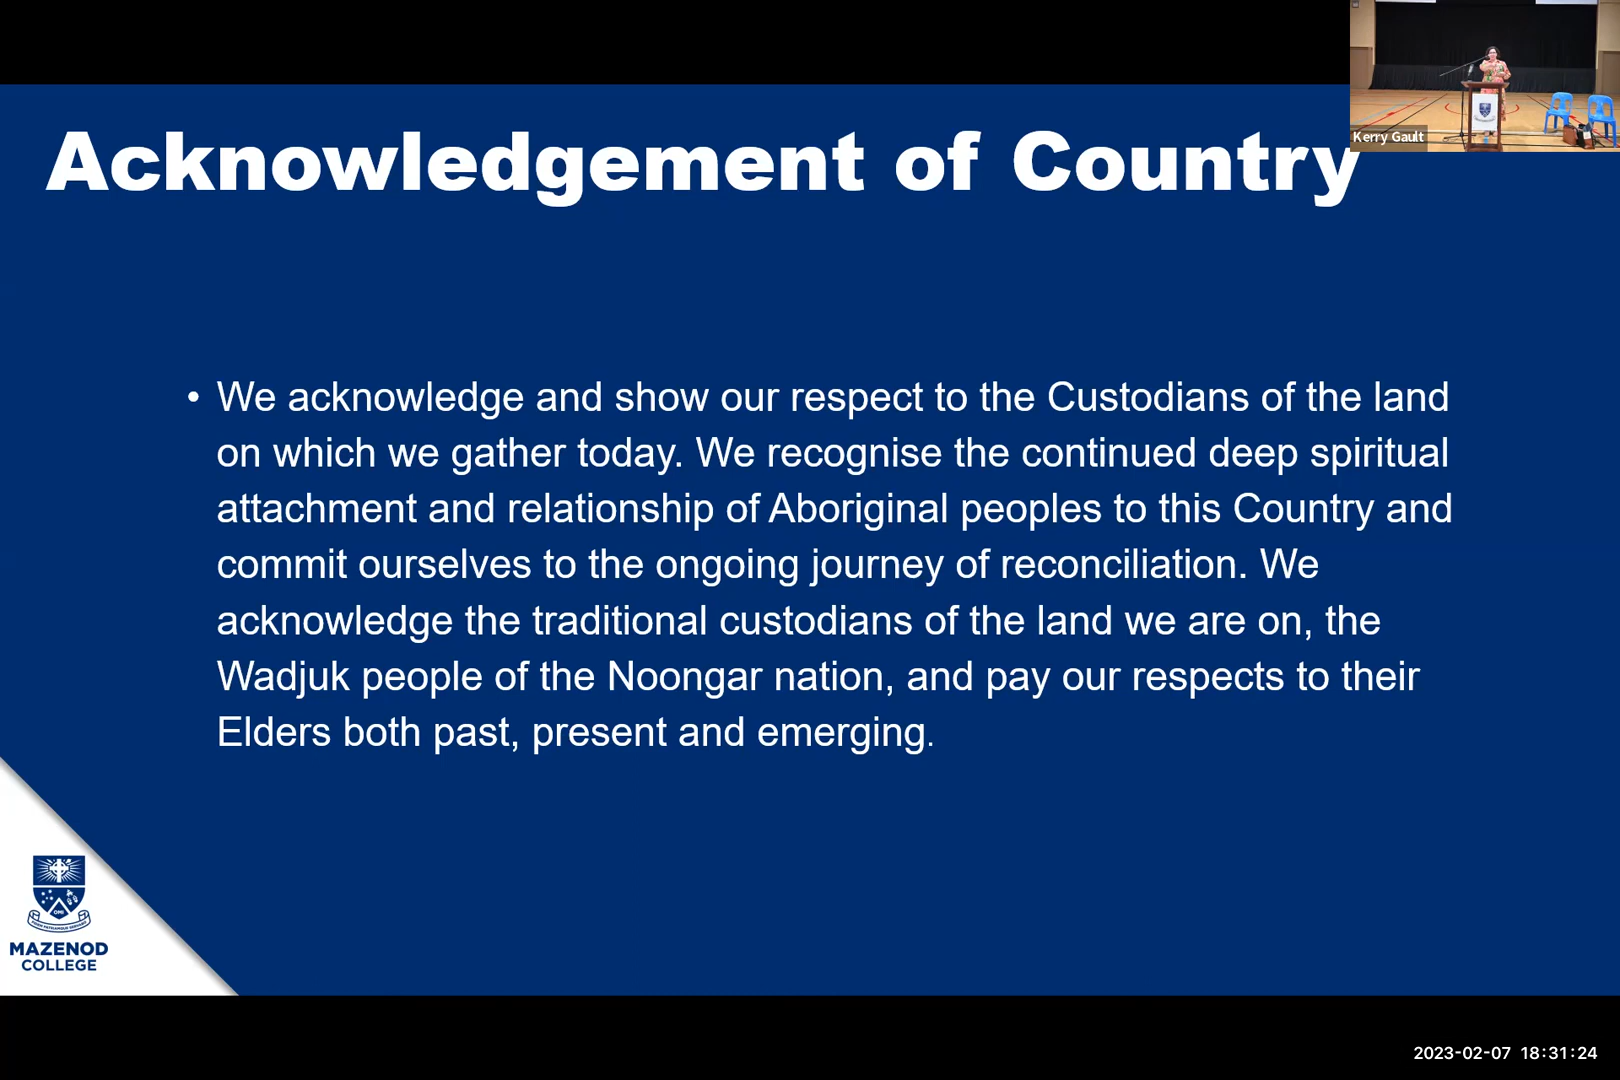 Acknowledgement of Country
Kerry Gault
• We acknowledge and show our respect to the Custodians of the land
on which we gather today. We recognise the continued deep spiritual
attachment and relationship of Aboriginal peoples to this Country and
commit ourselves to the ongoing journey of reconciliation. We
acknowledge the traditional custodians of the land we are on, the
Wadjuk people of the Noongar nation, and pay our respects to their
Elders both past, present and emerging.
OMI
MAZENOD
COLLEGE
2023-02-07 18:31:24